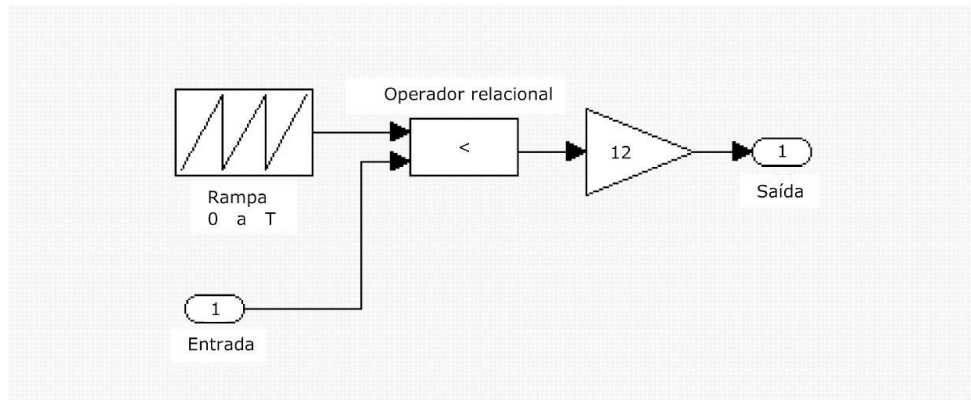 Operador relacional
<
12
1
Saída
Rampa
0 a T
1
Entrada